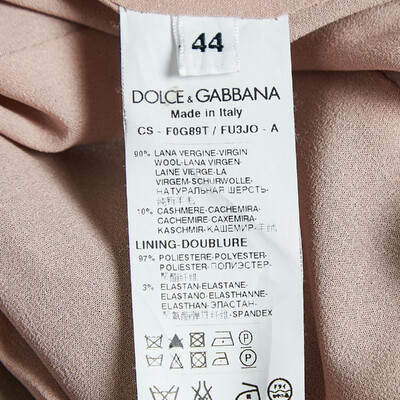 44
DOLCE & GABBANA
Made in Italy
CS - F0G89T / FU3JO - A
90% LANA VERGINE-VIRGIN
WOOL-LANA VIRGEN-
LAINE VIERGE-LA
VIRGEM-SCHURWOLLE-
НАТУРАЛЬНАЯ ШЕРСТЬ-
10% CASHMERE-CACHEMIRA-
CACHEMIRE-CAXEMIRA-
KASCHMIR-КАШЕМИР-
LINING-DOUBLURE
97% POLIESTERE-POLYESTER-
POLIESTER-ПОЛИЭСТЕР-
3% ELASTAN-ELASTANE-
ELASTANO-ELASTHANNE-
ELASTHAN-ЭЛАСТАН-
-SPANDEX
P
P